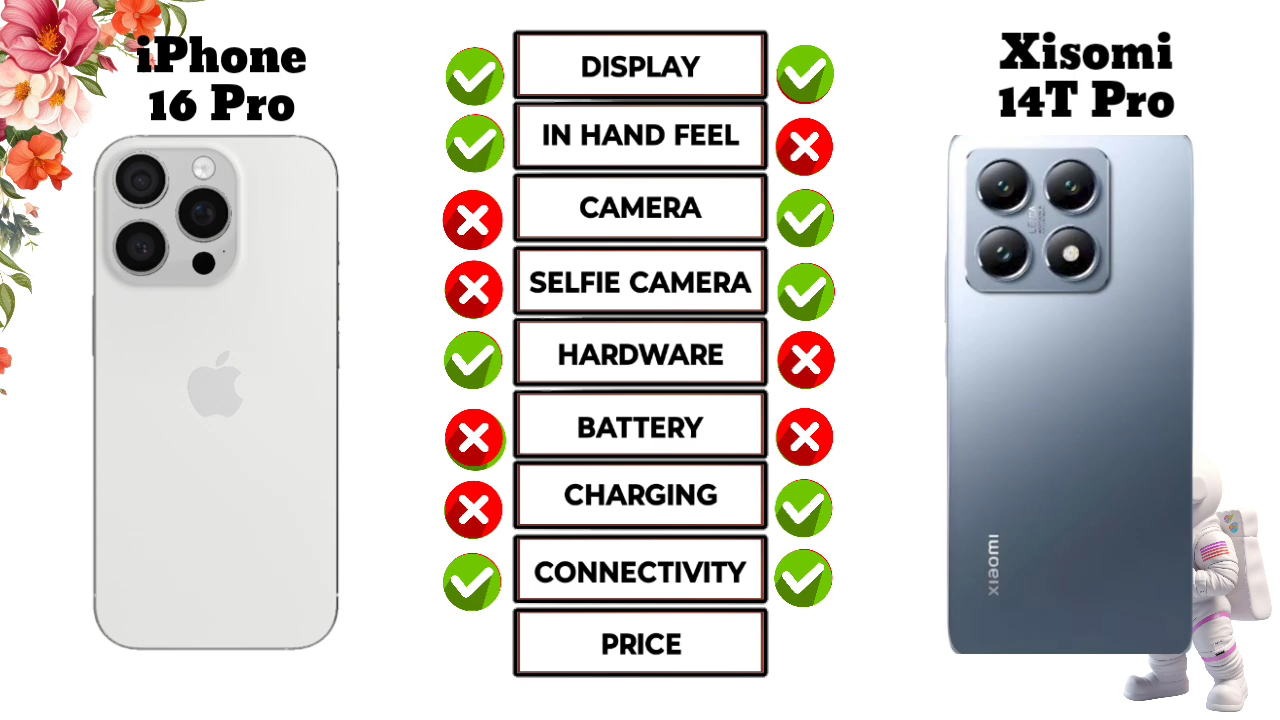 iPhone
16 Pro
Xisomi
14T Pro
DISPLAY
IN HAND FEEL
CAMERA
SELFIE CAMERA
HARDWARE
BATTERY
CHARGING
CONNECTIVITY
PRICE
xiaomi